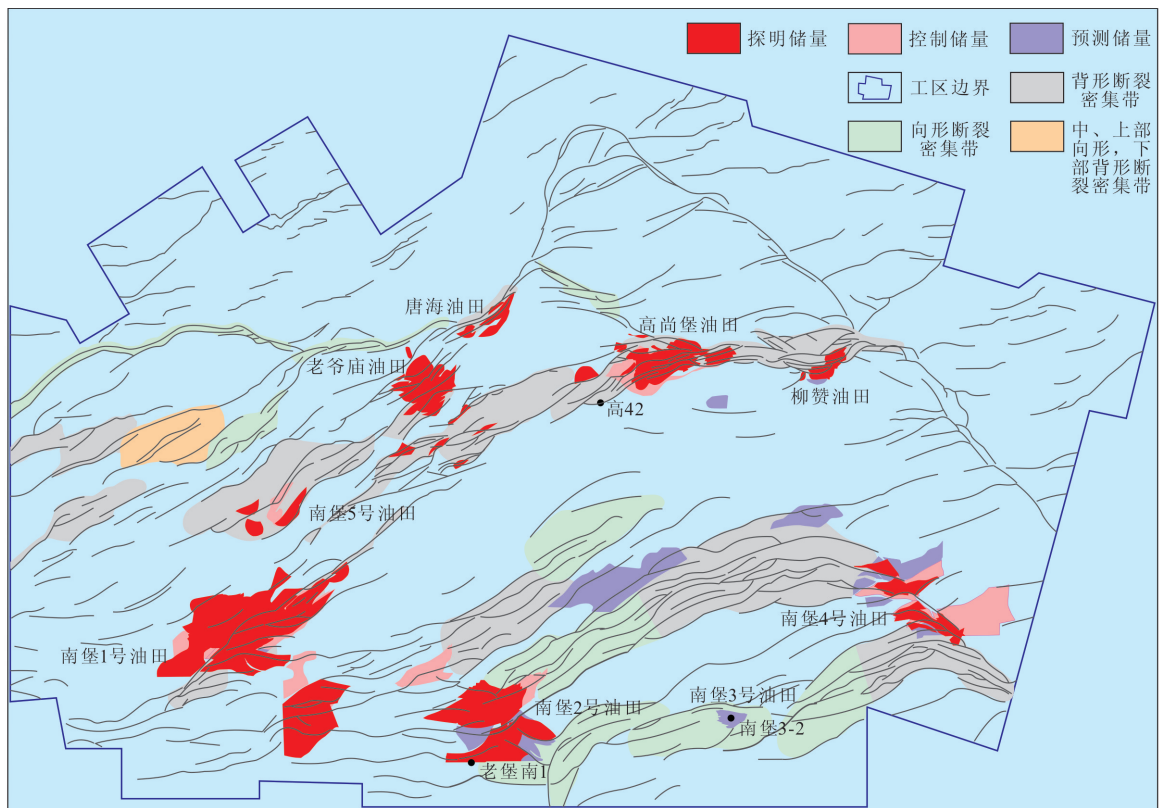 探明储量
控制储量
预测储量
工区边界
背形断裂
密集带
向形断裂
密集带
中、上部
向形，下
部背形断
裂密集带
唐海油田
高尚堡油田
老爷庙油田
柳赞油田
高42
南堡5号油田
南堡4号油田
南堡1号油田
南堡3号油田
南堡2号油田
南堡3-2
老堡南1